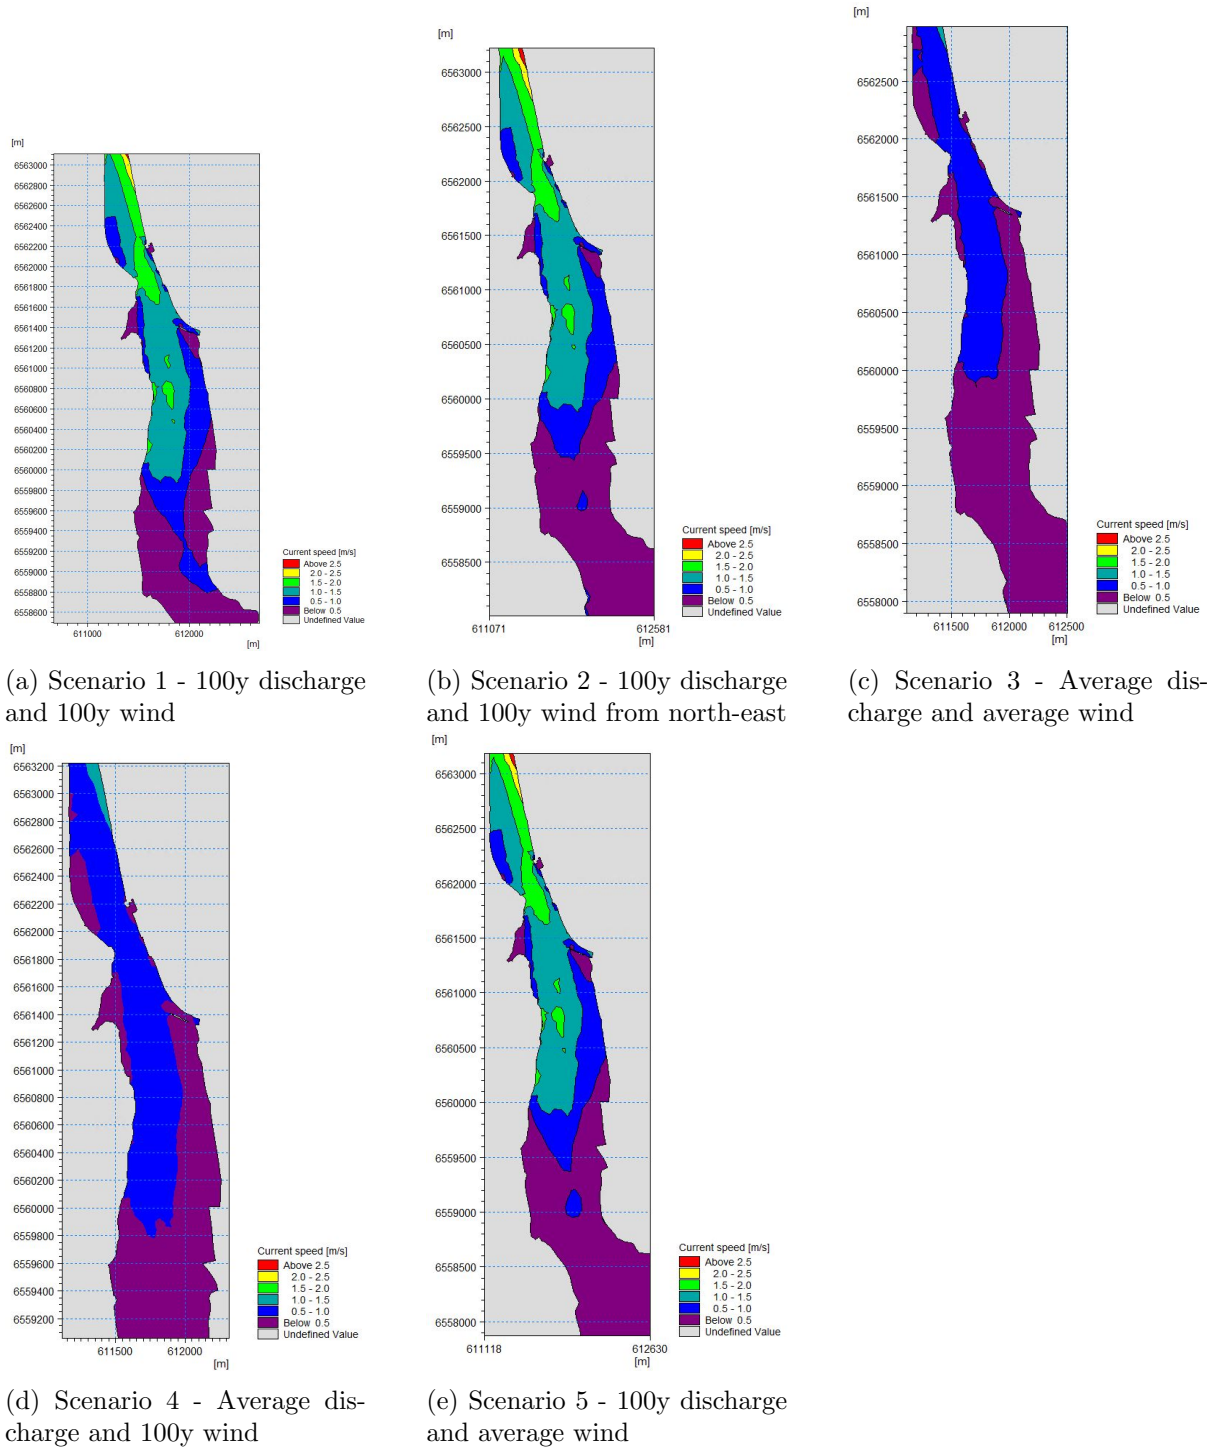 [m]
6563000
6562800
6562600
6562400
6562200
6562000
6561800
6561600
6561400
6561200
6561000
6560800
6560600
6560400
6560200
6560000
6559800
6559600
6559400
6559200
6559000
6558800
6558600
611000 612000
[m]
Current speed [m/s]
Above 2.5
2.0 - 2.5
1.5 - 2.0
1.0 - 1.5
0.5 - 1.0
Below 0.5
Undefined Value
(a) Scenario 1 - 100y discharge
and 100y wind
[m]
6563000
6562500
6562000
6561500
6561000
6560500
6560000
6559500
6559000
6558500
611071 612581
[m]
Current speed [m/s]
Above 2.5
2.0 - 2.5
1.5 - 2.0
1.0 - 1.5
0.5 - 1.0
Below 0.5
Undefined Value
(b) Scenario 2 - 100y discharge
and 100y wind from north-east
[m]
6562500
6562000
6561500
6561000
6560500
6560000
6559500
6559000
6558500
6558000
611500 612000 612500
[m]
Current speed [m/s]
Above 2.5
2.0 - 2.5
1.5 - 2.0
1.0 - 1.5
0.5 - 1.0
Below 0.5
Undefined Value
(c) Scenario 3 - Average dis-
charge and average wind
[m]
6563200
6563000
6562800
6562600
6562400
6562200
6562000
6561800
6561600
6561400
6561200
6561000
6560800
6560600
6560400
6560200
6560000
6559800
6559600
6559400
6559200
611500 612000
[m]
Current speed [m/s]
Above 2.5
2.0 - 2.5
1.5 - 2.0
1.0 - 1.5
0.5 - 1.0
Below 0.5
Undefined Value
(d) Scenario 4 - Average dis-
charge and 100y wind
[m]
6563000
6562500
6562000
6561500
6561000
6560500
6560000
6559500
6559000
6558500
6558000
611118 612630
[m]
Current speed [m/s]
Above 2.5
2.0 - 2.5
1.5 - 2.0
1.0 - 1.5
0.5 - 1.0
Below 0.5
Undefined Value
(e) Scenario 5 - 100y discharge
and average wind